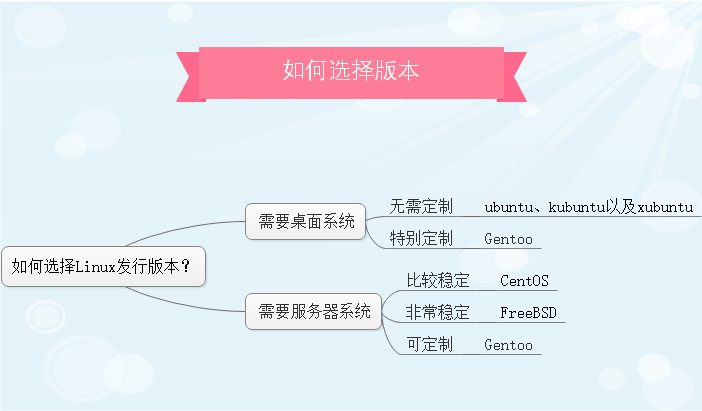 如何选择版本
需要桌面系统
无需定制 ubuntu、kubuntu以及xubuntu
特别定制 Gentoo
如何选择Linux发行版本?
需要服务器系统
比较稳定 CentOS
非常稳定 FreeBSD
可定制 Gentoo